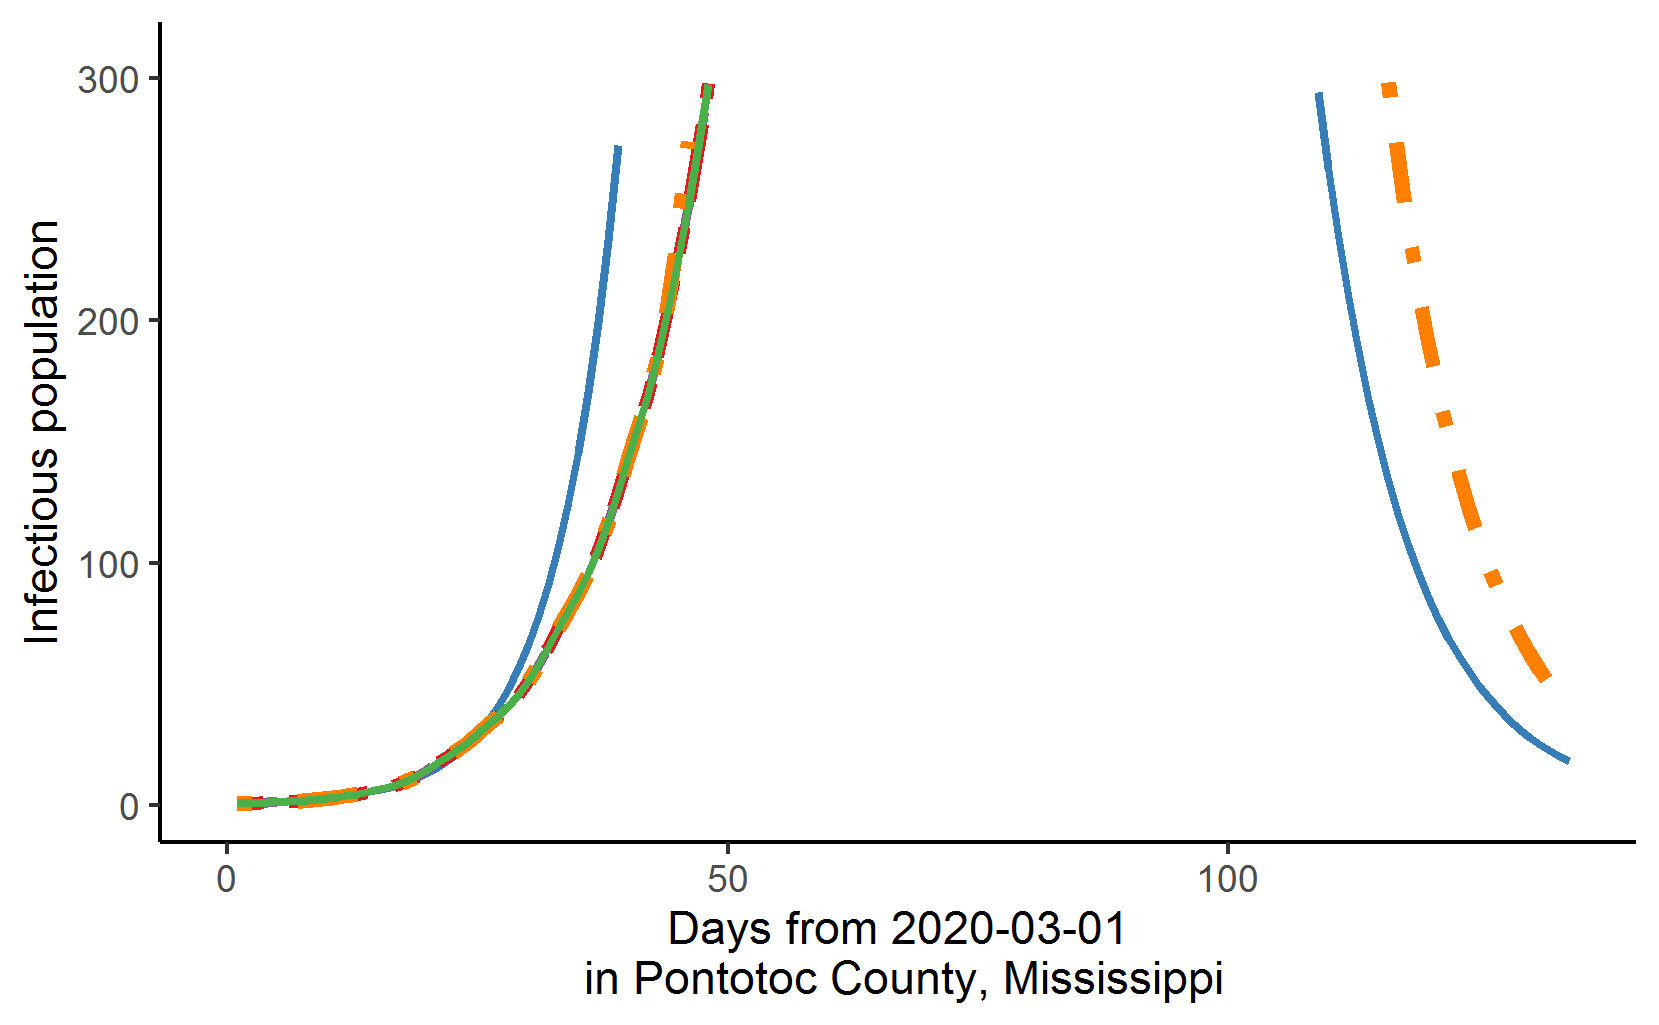 Infectious population
300
200
100
0
0 50 100
Days from 2020-03-01
in Pontotoc County, Mississippi